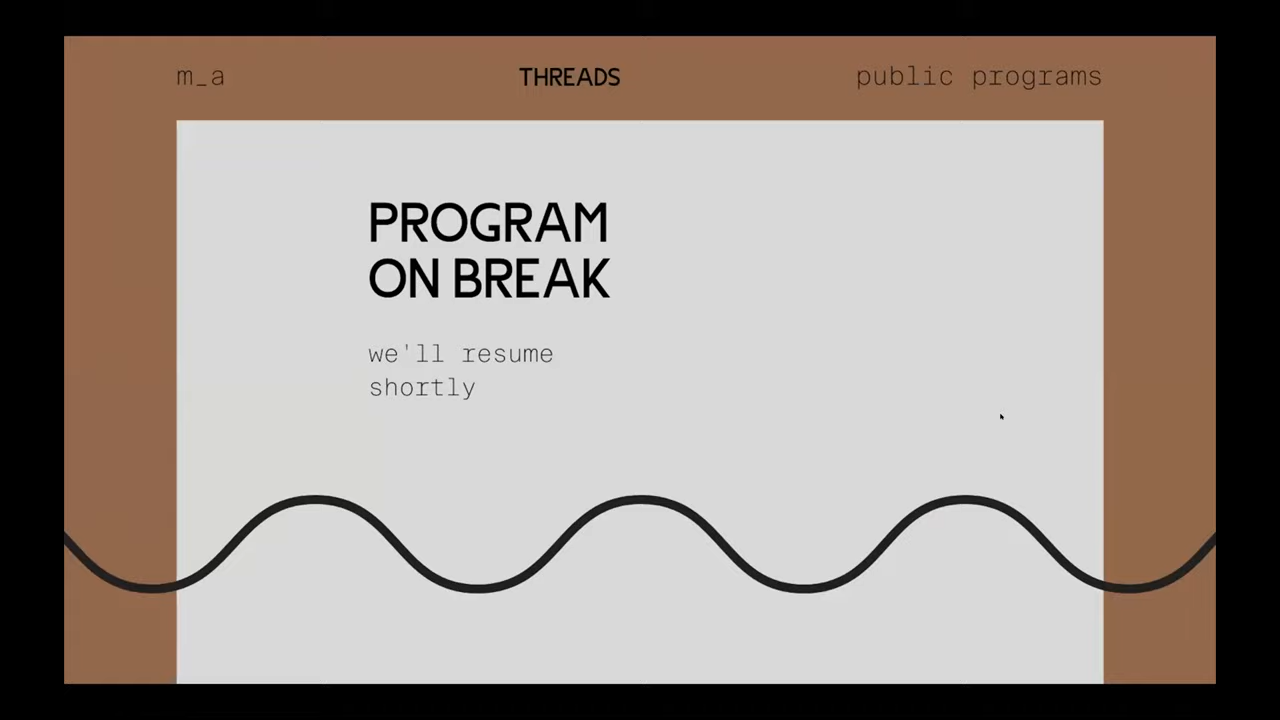 m_a THREADS public programs
PROGRAM
ON BREAK
we'll resume
shortly